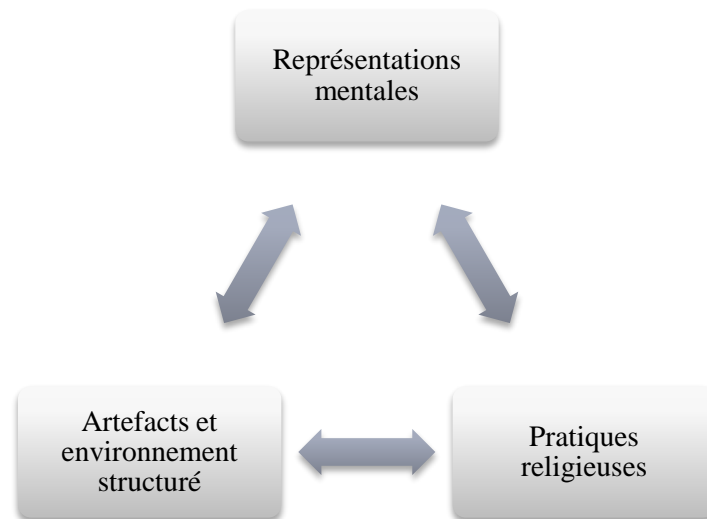 Représentations
mentales
Artefacts et
environnement
structuré
Pratiques
religieuses